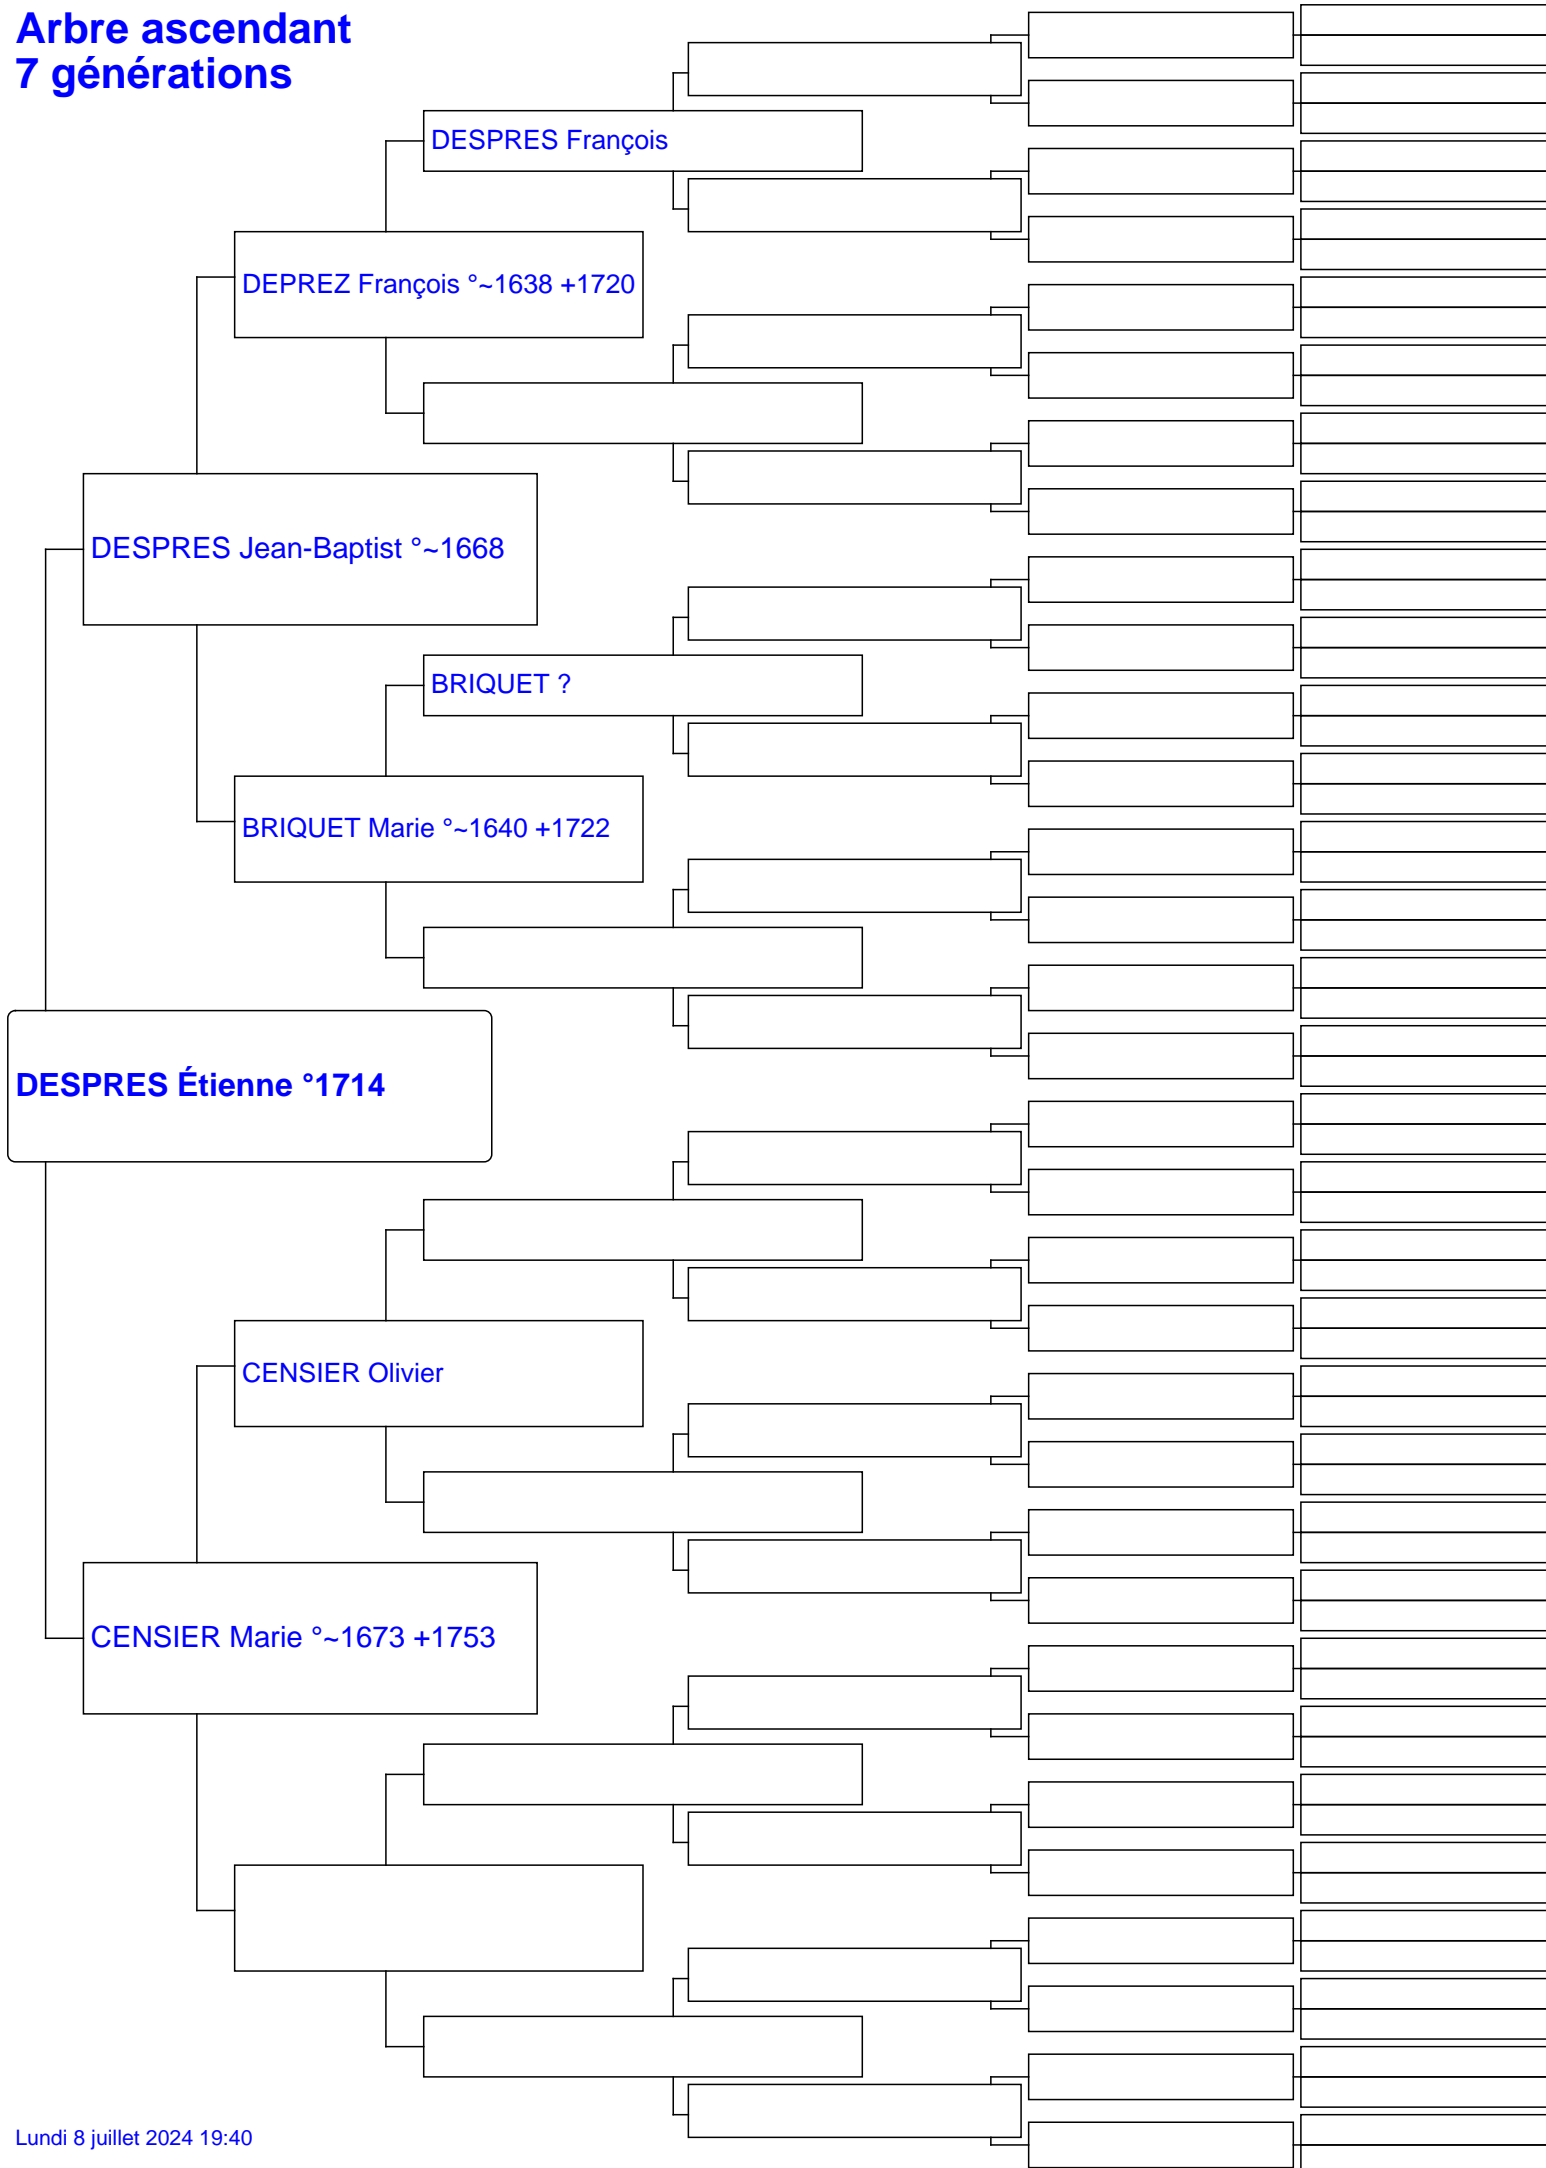 Arbre ascendant
7 générations
DESPRES François
DEPREZ François °~1638 +1720
DESPRES Jean-Baptist °~1668
BRIQUET ?
BRIQUET Marie °~1640 +1722
DESPRES Étienne °1714
CENSIER Olivier
CENSIER Marie °~1673 +1753
Lundi 8 juillet 2024 19:40